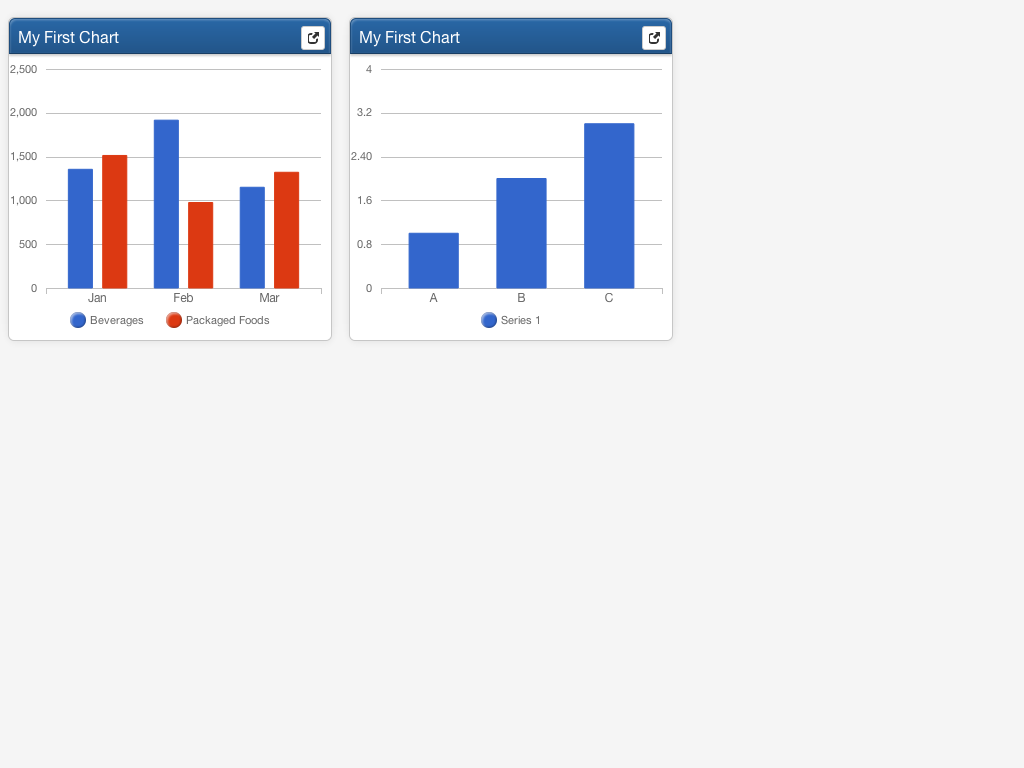 My First Chart
2,500
2,000
1,500
1,000
500
0
Jan Feb Mar
Beverages Packaged Foods
My First Chart
4
3.2
2.40
1.6
0.8
0
A B C
Series 1